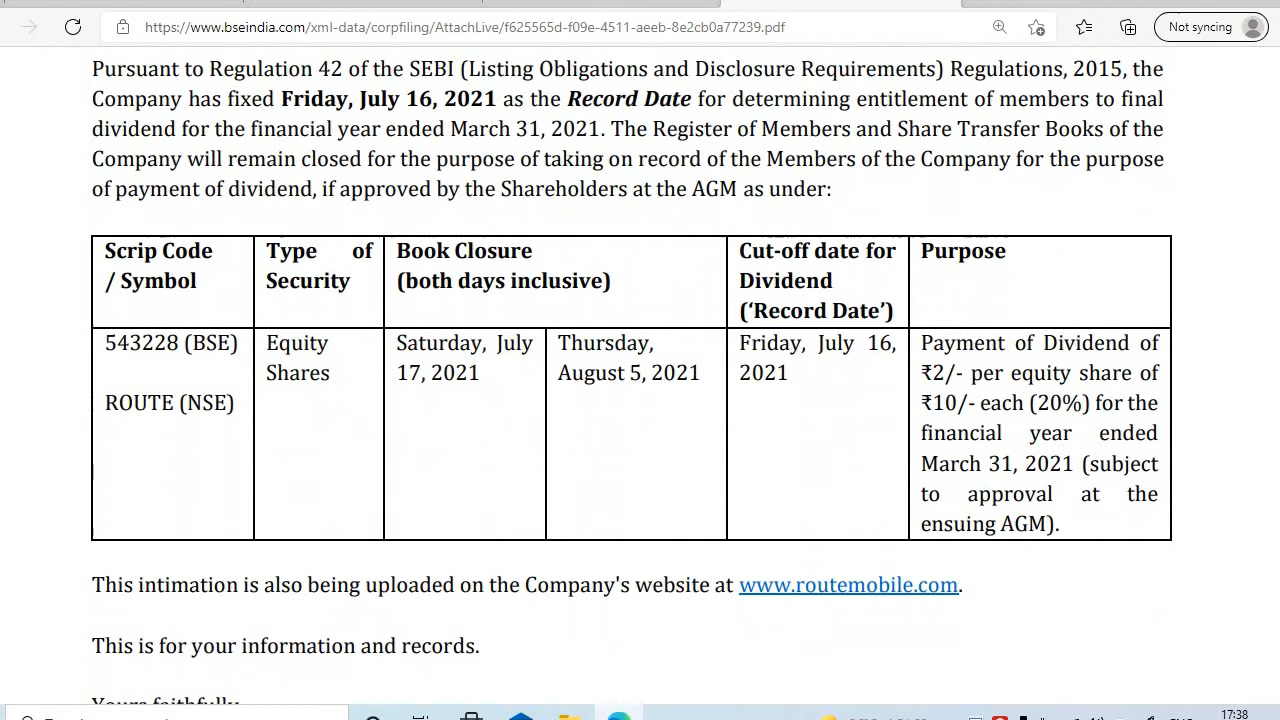 https://www.bseindia.com/xml-data/corpfiling/AttachLive/f625565d-f09e-4511-aeeb-8e2cb0a77239.pdf
Not syncing
Pursuant to Regulation 42 of the SEBI (Listing Obligations and Disclosure Requirements) Regulations, 2015, the
Company has fixed Friday, July 16, 2021 as the Record Date for determining entitlement of members to final
dividend for the financial year ended March 31, 2021. The Register of Members and Share Transfer Books of the
Company will remain closed for the purpose of taking on record of the Members of the Company for the purpose
of payment of dividend, if approved by the Shareholders at the AGM as under:
Scrip Code
/ Symbol
Type of
Security
Book Closure
(both days inclusive)
Cut-off date for
Dividend
(‘Record Date’)
Purpose
543228 (BSE)
ROUTE (NSE)
Equity
Shares
Saturday, July
17, 2021
Thursday,
August 5, 2021
Friday, July 16,
2021
Payment of Dividend of
₹2/- per equity share of
₹10/- each (20%) for the
financial year ended
March 31, 2021 (subject
to approval at the
ensuing AGM).
This intimation is also being uploaded on the Company's website at www.routemobile.com.
This is for your information and records.
Yours faithfully
17:38